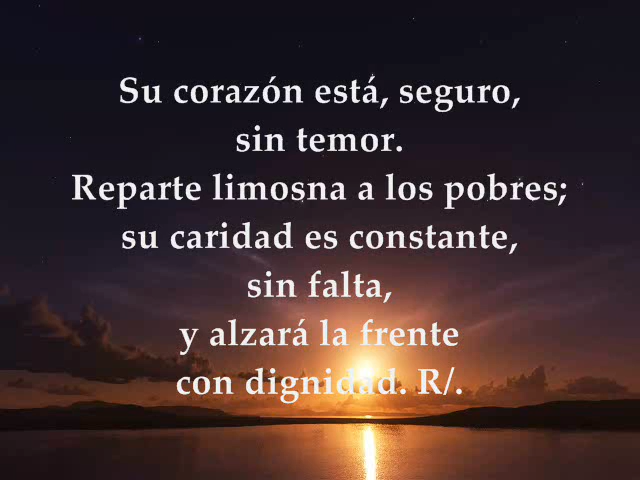 Su corazón está, seguro,
sin temor.
Reparte limosna a los pobres;
su caridad es constante,
sin falta,
y alzará la frente
con dignidad. R/.